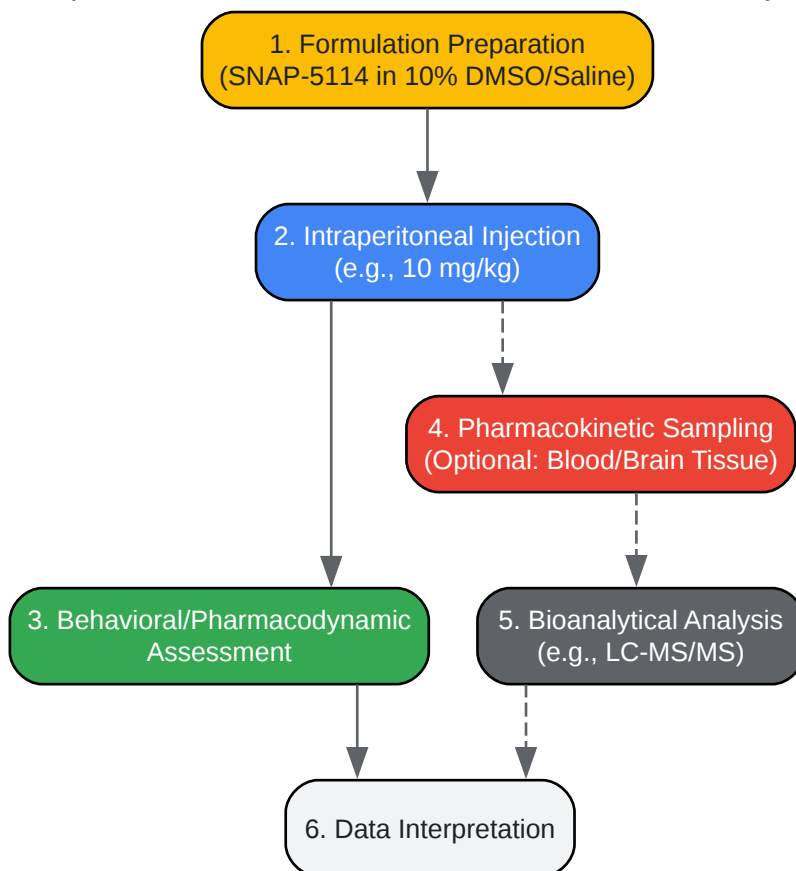 1. Formulation Preparation
(SNAP-5114 in 10% DMSO/Saline)
2. Intraperitoneal Injection
(e.g., 10 mg/kg)
4. Pharmacokinetic Sampling
(Optional: Blood/Brain Tissue)
3. Behavioral/Pharmacodynamic
Assessment
5. Bioanalytical Analysis
(e.g., LC-MS/MS)
6. Data Interpretation